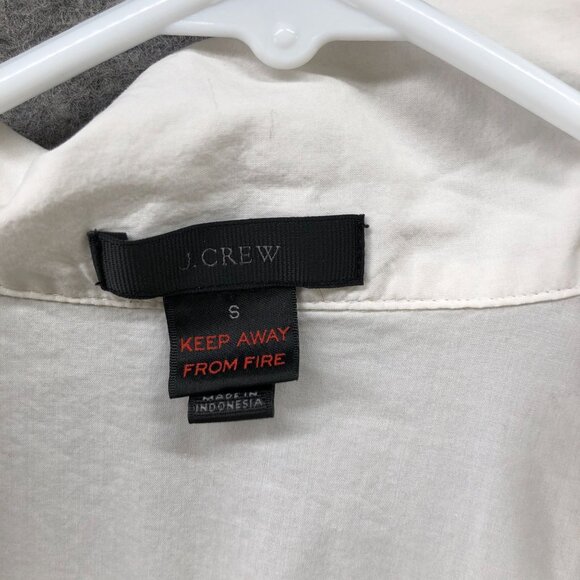 J.CREW
S
KEEP AWAY
FROM FIRE
MADE IN
INDONESIA